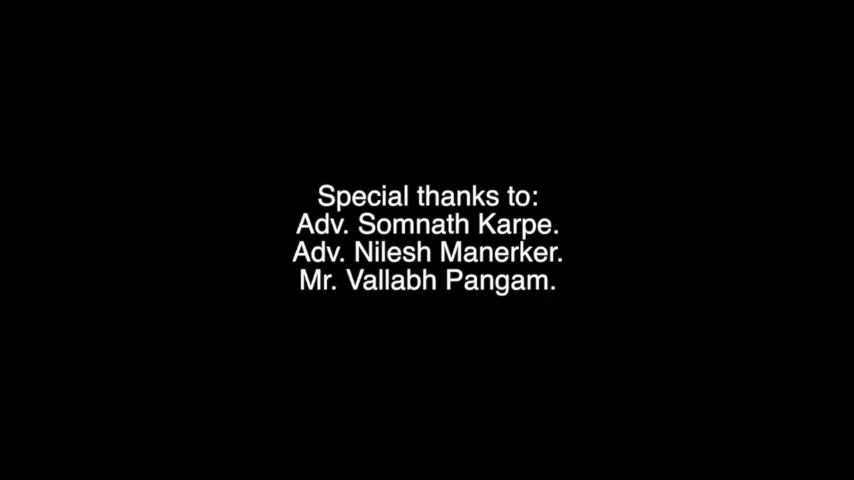 Special thanks to:
Adv. Somnath Karpe.
Adv. Nilesh Manerker.
Mr. Vallabh Pangam.